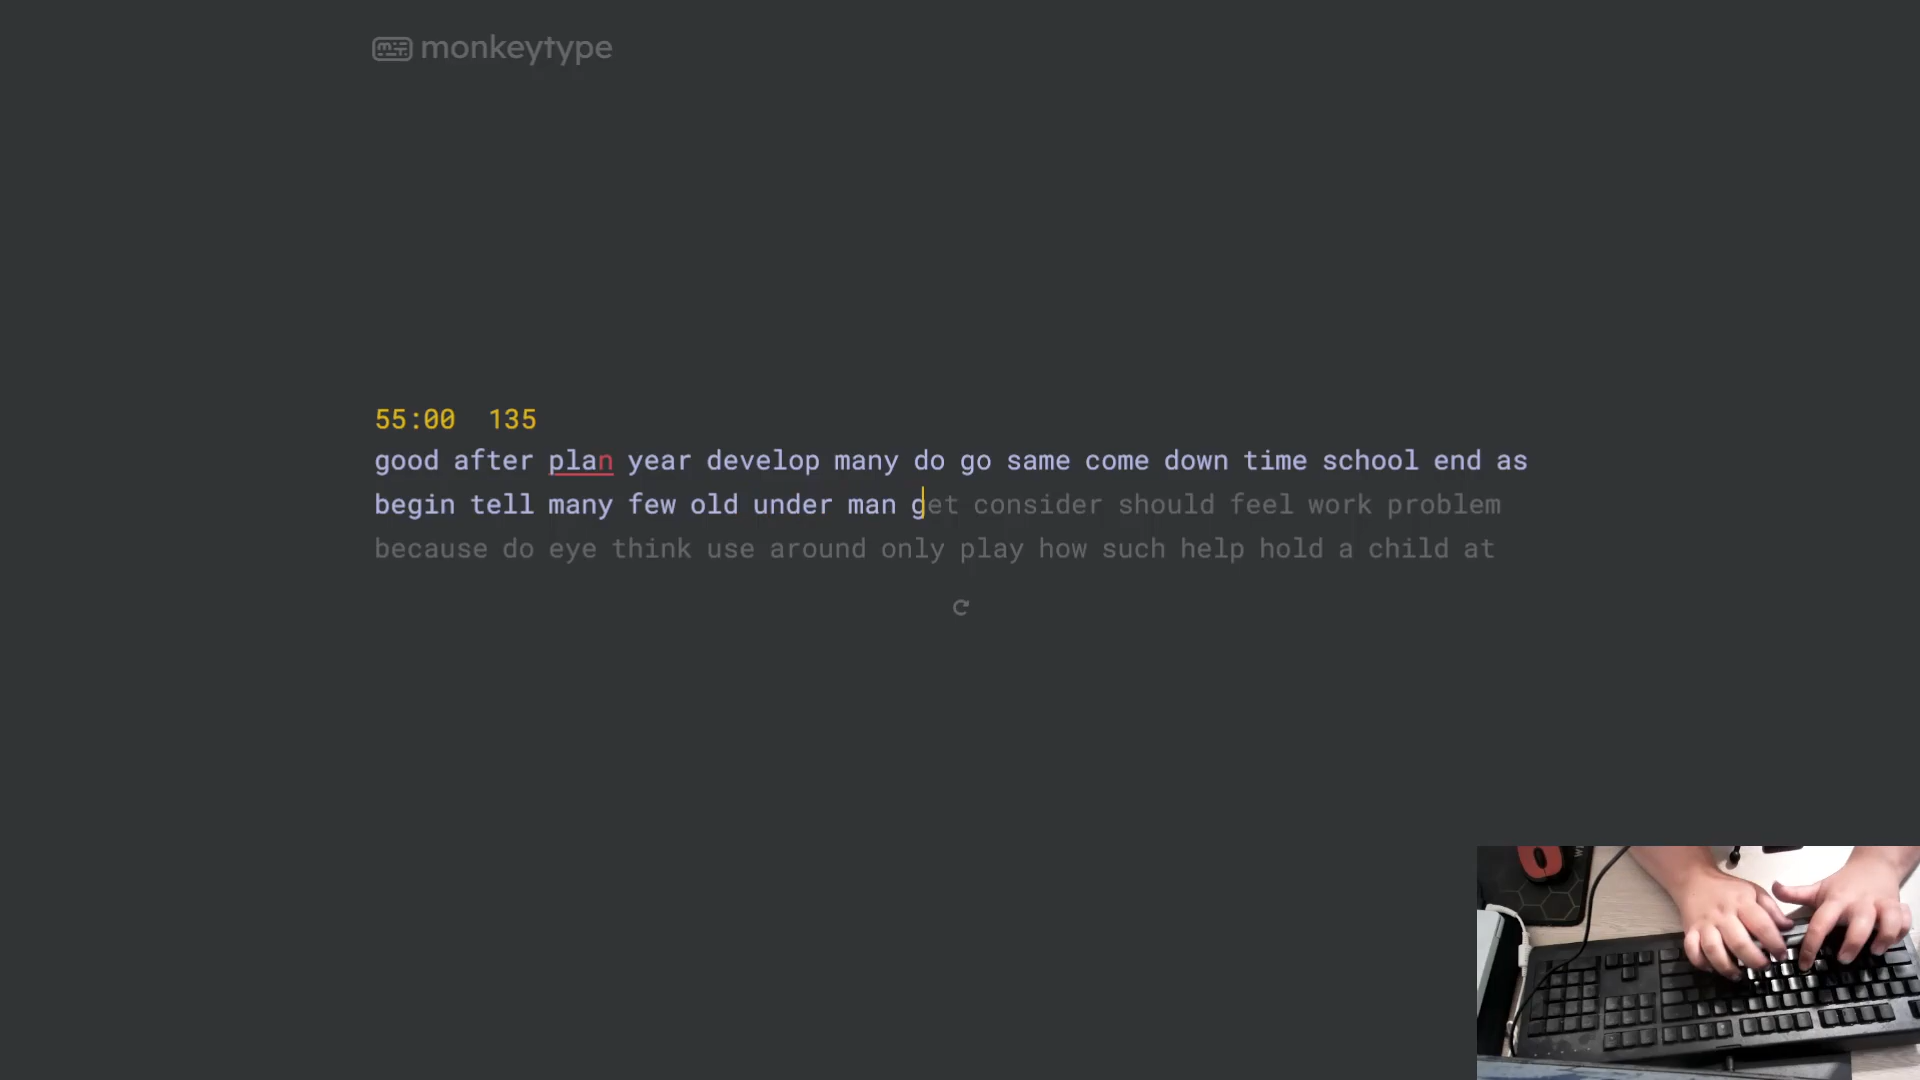 monkeytype
55:00 135
good after plan year develop many do go same come down time school end as
begin tell many few old under man get consider should feel work problem
because do eye think use around only play how such help hold a child at